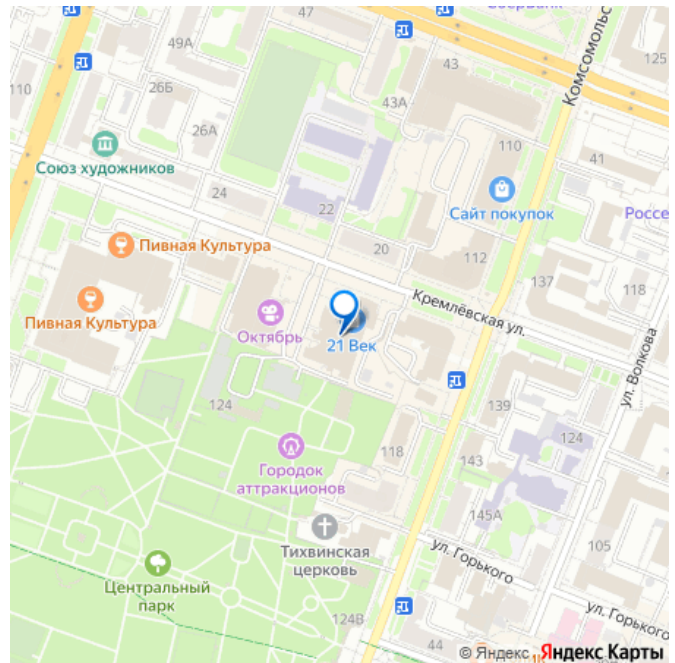 Сбербанк
49А
43
125
Комсомольс
26Б
110
43А
26А
110
41
Союз художников
24
22
Сайт покупок
Россе
20
Пивная Культура
112
137
118
Кремлёвская ул.
Пивная Культура
Октябрь
21 Век
ул. Волкова
124
139
118
124
Городок
аттракционов
143
145А
Тихвинская
церковь
ул. Горького
105
Центральный
парк
124В
ул. Горького
44
© Яндекс
Яндекс Карты